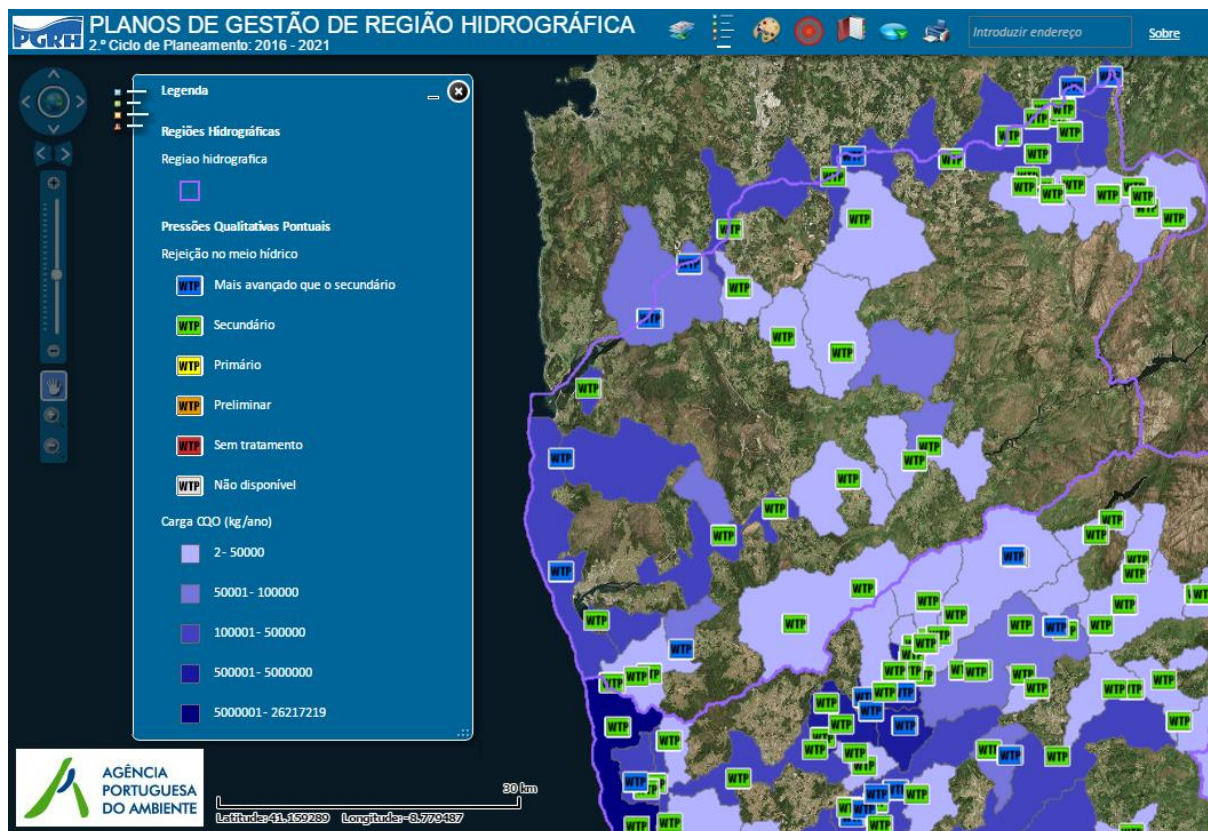 PGRH
PLANOS DE GESTÃO DE REGIÃO HIDROGRÁFICA
2.º Ciclo de Planeamento: 2016 - 2021
Introduzir endereço
Sobre
Legenda
Regiões Hidrográficas
Regiao hidrografica
Pressões Qualitativas Pontuais
Rejeição no meio hídrico
WTP Mais avançado que o secundário
WTP Secundário
WTP Primário
WTP Preliminar
WTP Sem tratamento
WTP Não disponível
Carga CQO (kg/ano)
2 - 50000
50001 - 100000
100001 - 500000
500001 - 5000000
5000001 - 26217219
AGÊNCIA
PORTUGUESA
DO AMBIENTE
30 km
Latitude: 41.159289 Longitude: -8.779487